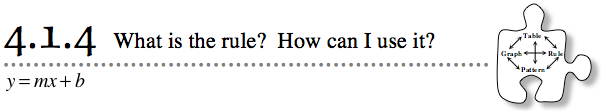 4.1.4 What is the rule? How can I use it?
y=mx+b
Table
Graph Rule
Pattern